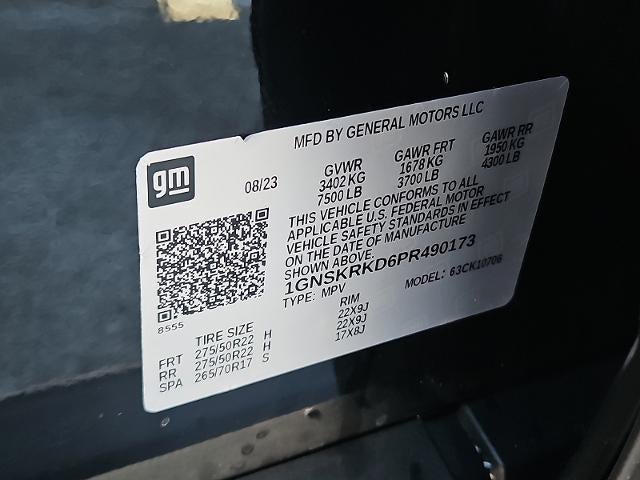 MFD BY GENERAL MOTORS LLC
gm
08/23
GVWR GAWR FRT GAWR RR
3402 KG 1678 KG 1950 KG
7500 LB 3700 LB 4300 LB
THIS VEHICLE CONFORMS TO ALL
APPLICABLE U.S. FEDERAL MOTOR
VEHICLE SAFETY STANDARDS IN EFFECT
ON THE DATE OF MANUFACTURE
SHOWN ABOVE.
1GNSKRKD6PR490173
TYPE: MPV MODEL: 63CK10706
8555
TIRE SIZE RIM
FRT 275/50R22 H 22X9J
RR 275/50R22 H 22X9J
SPA 265/70R17 S 17X8J